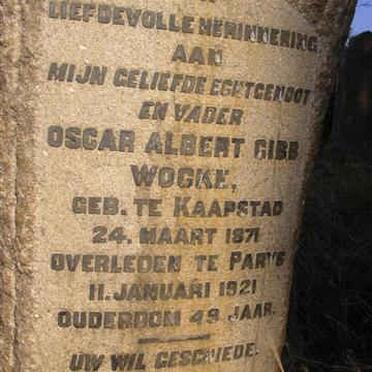 LIEFDEVOLLE HERINNERING
AAN
MIJN GELIEFDE ECHTGENOOT
EN VADER
OSCAR ALBERT GIBB
WOCKE,
GEB. TE KAAPSTAD
24. MAART 1871
OVERLEDEN TE PARYS
11. JANUARI 1921
OUDERDOM 49 JAAR.
UW WIL GESCHIEDE.